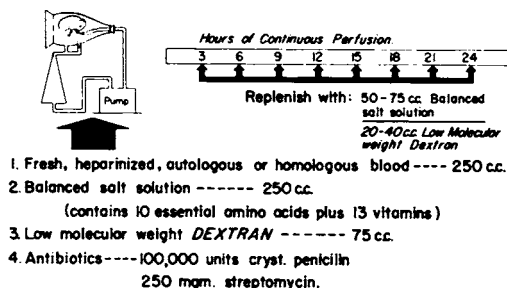 Hours of Continuous Perfusion
3 6 9 12 15 18 21 24
Pump
Replenish with: 50-75 cc. Balanced
salt solution
20-40 cc. Low Molecular
weight Dextran
1. Fresh, heparinized, autologous or homologous blood ---- 250 c.c.
2. Balanced salt solution ------ 250 c.c.
(contains 10 essential amino acids plus 13 vitamins)
3. Low molecular weight DEXTRAN ------ 75 c.c.
4. Antibiotics ---- 100,000 units cryst. penicilin
250 mgm. streptomycin.